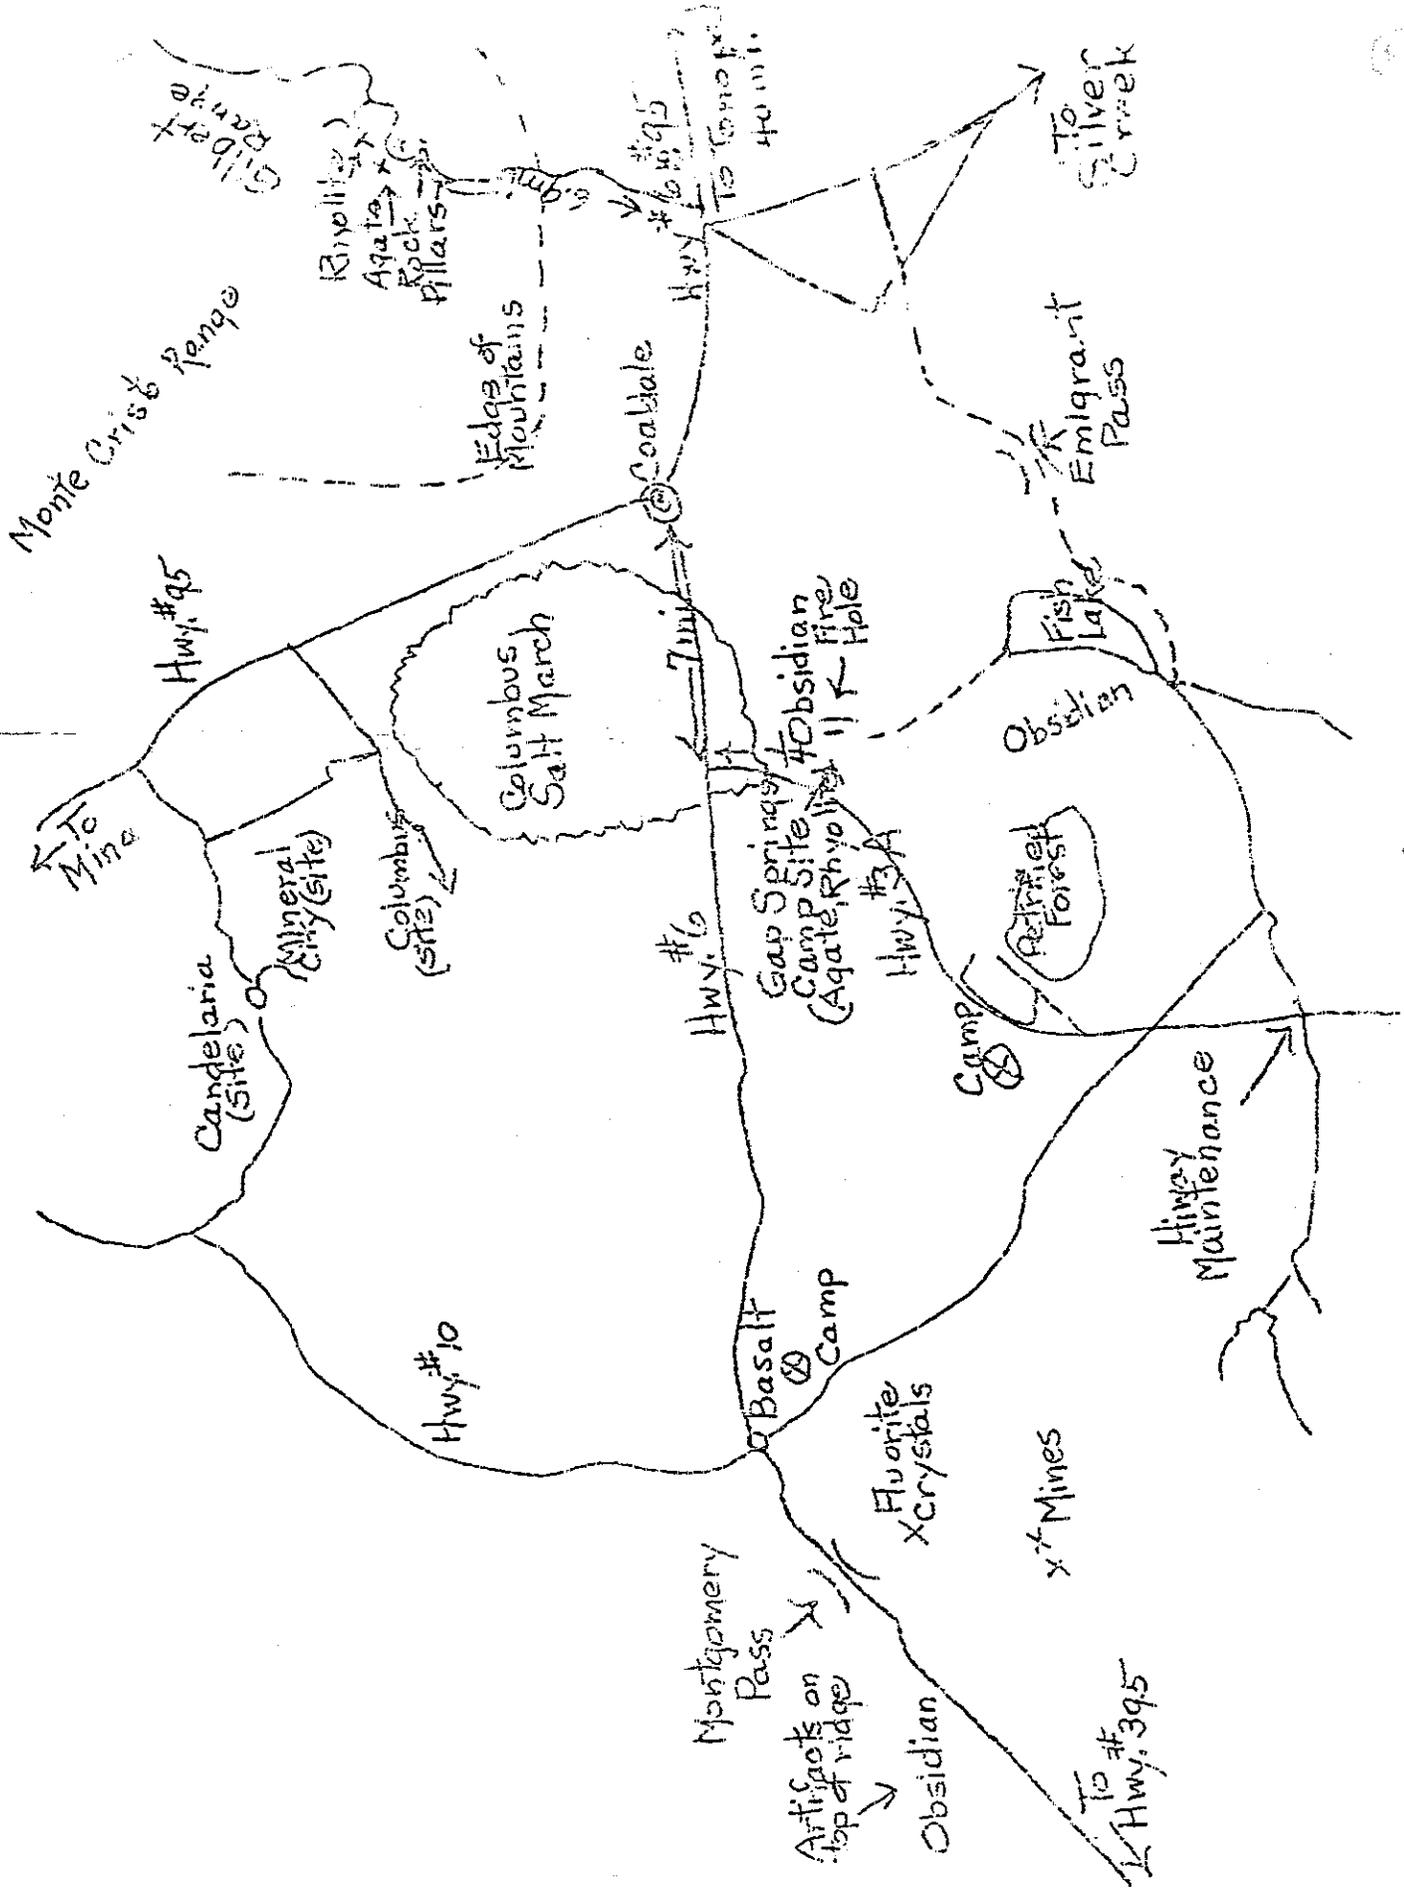 Monte Cristo Range
Gilbert
Range
Riyolite
Agate
Rock
Pillars
Edge of
Mountains
Hwy. #95
To
Mina
Mineral
City (site)
Columbus
(site)
Candelaria
(site)
Columbus
Salt March
Coaldale
Hwy #6 & #95
To Tonopah
40 mi.
7 mi
To
Silver
Creek
Emigrant
Pass
Fish
Lake
Obsidian
Fire
Hole
Obsidian
Gap Springs
Camp Site
(Agate, Rhyolite)
Hwy. #3A
Petrified
Forest
Camp
Hwy. #6
Hiway
Maintenance
Hwy. #10
Basalt
Camp
Fluorite
Crystals
Mines
Montgomery
Pass
Artifacts on
top of ridge
Obsidian
To
Hwy. #395